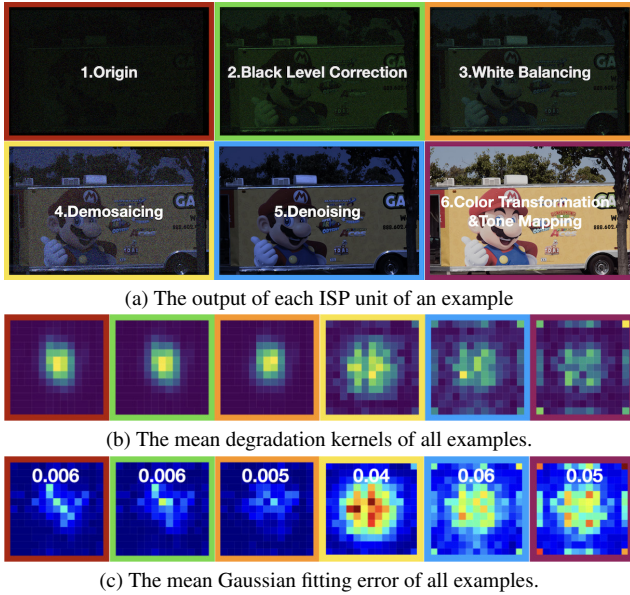 1.Origin
2.Black Level Correction
3.White Balancing
4.Demosaicing
5.Denoising
6.Color Transformation
&Tone Mapping
(a) The output of each ISP unit of an example
(b) The mean degradation kernels of all examples.
0.006
0.006
0.005
0.04
0.06
0.05
(c) The mean Gaussian fitting error of all examples.